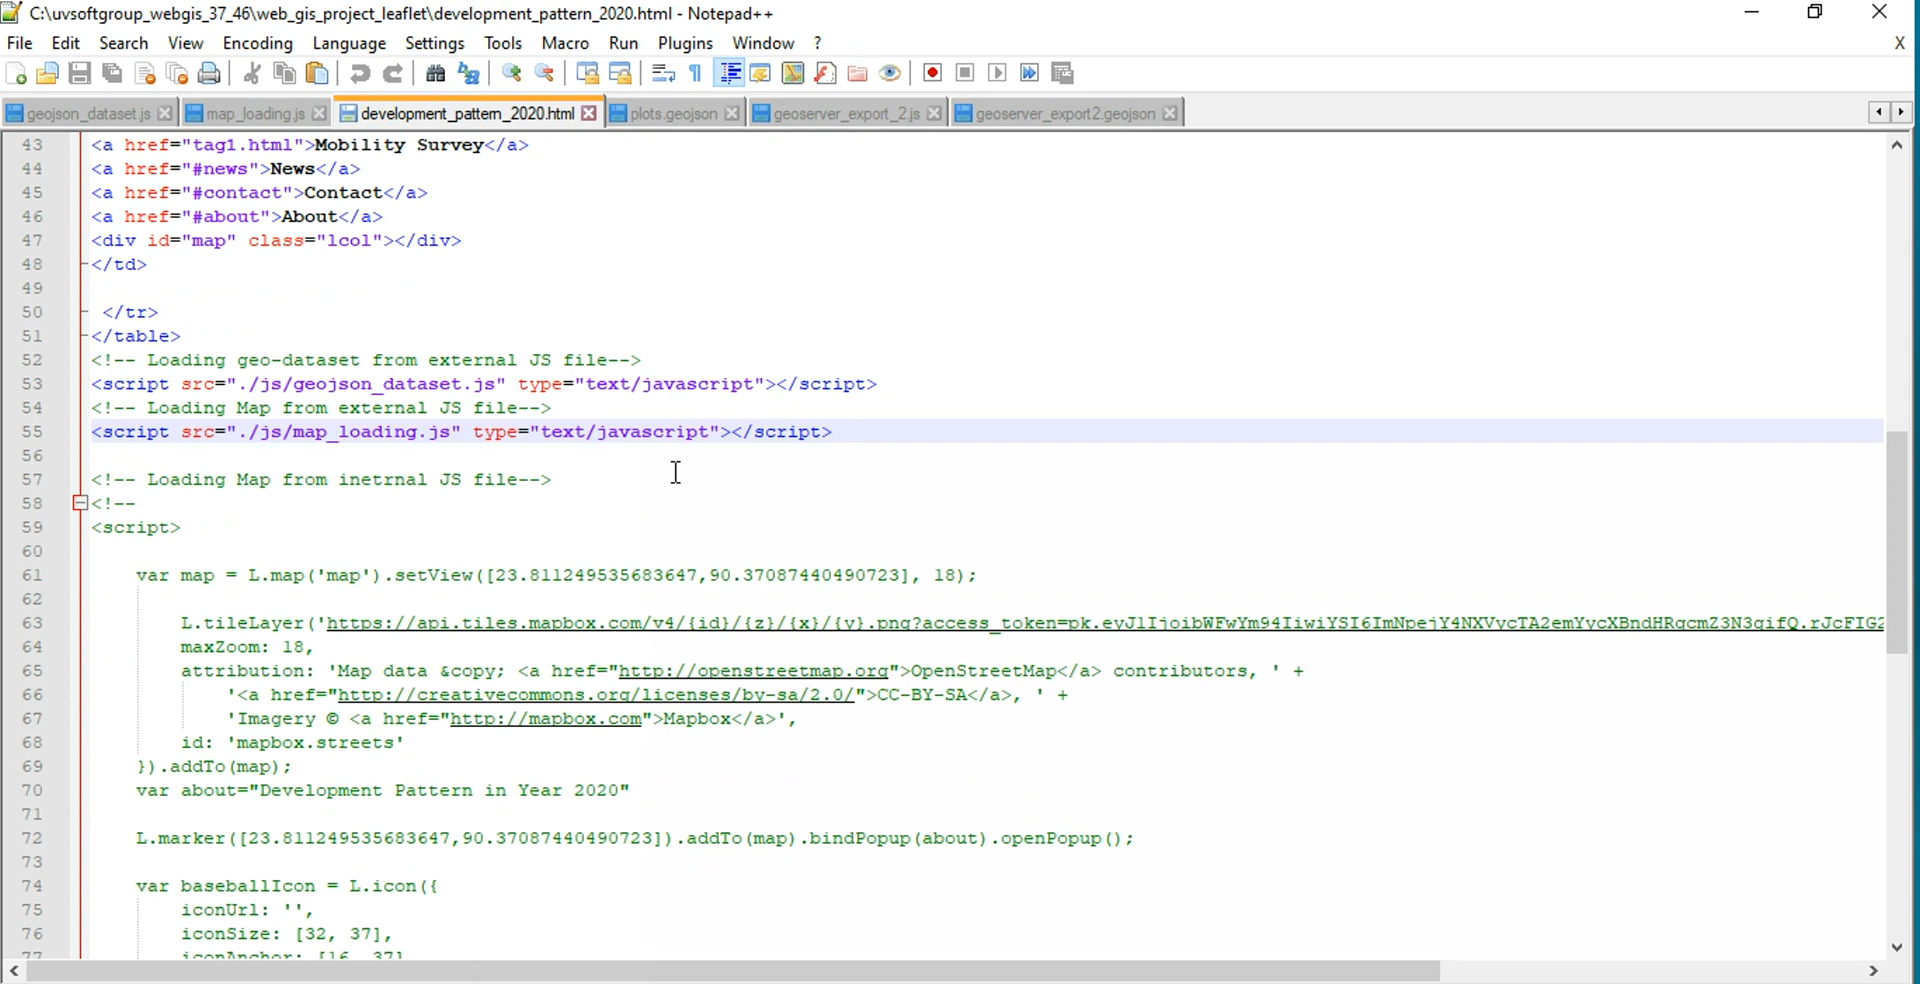 C:\uvsoftgroup_webgis_37_46\web_gis_project_leaflet\development_pattern_2020.html - Notepad++
File Edit Search View Encoding Language Settings Tools Macro Run Plugins Window ? X
geojson_dataset.js map_loading.js development_pattern_2020.html plots.geojson geoserver_export_2.js geoserver_export2.geojson
43 <a href="tag1.html">Mobility Survey</a>
44 <a href="#news">News</a>
45 <a href="#contact">Contact</a>
46 <a href="#about">About</a>
47 <div id="map" class="lcol"></div>
48 </td>
49
50 </tr>
51 </table>
52 <!-- Loading geo-dataset from external JS file-->
53 <script src="./js/geojson_dataset.js" type="text/javascript"></script>
54 <!-- Loading Map from external JS file-->
55 <script src="./js/map_loading.js" type="text/javascript"></script>
56
57 <!-- Loading Map from inetrnal JS file-->
58 <!--
59 <script>
60
61 var map = L.map('map').setView([23.811249535683647,90.37087440490723], 18);
62
63 L.tileLayer('https://api.tiles.mapbox.com/v4/{id}/{z}/{x}/{y}.png?access_token=pk.eyJ1IjoibWFwYm94IiwiYSI6ImNpejY4NXVycTA2emYycXBndHRqcmZ3N3gifQ.rJcFIG2
64 maxZoom: 18,
65 attribution: 'Map data &copy; <a href="http://openstreetmap.org">OpenStreetMap</a> contributors, ' +
66 '<a href="http://creativecommons.org/licenses/by-sa/2.0/">CC-BY-SA</a>, ' +
67 'Imagery © <a href="http://mapbox.com">Mapbox</a>',
68 id: 'mapbox.streets'
69 }).addTo(map);
70 var about="Development Pattern in Year 2020"
71
72 L.marker([23.811249535683647,90.37087440490723]).addTo(map).bindPopup(about).openPopup();
73
74 var baseballIcon = L.icon({
75 iconUrl: '',
76 iconSize: [32, 37],
77 iconAnchor: [16, 37]